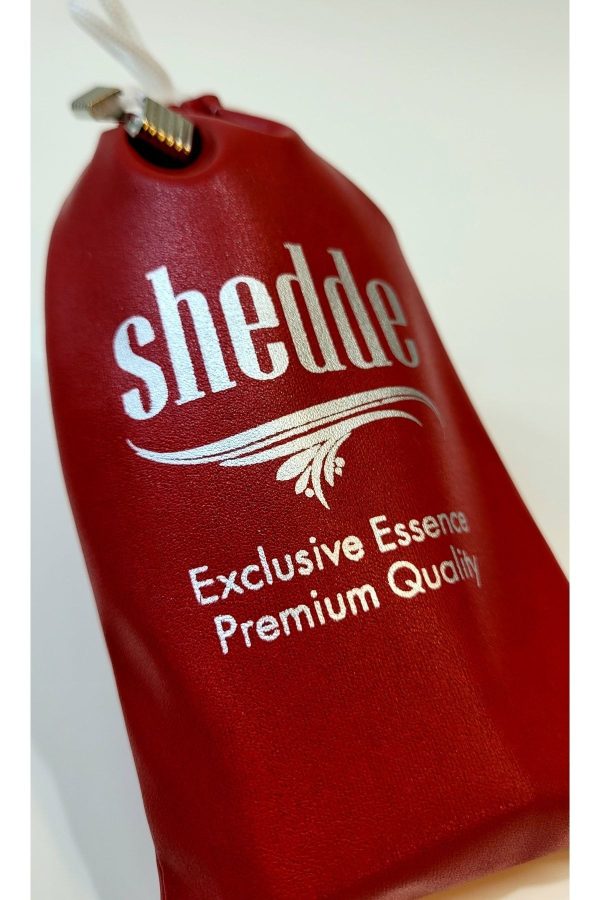 shedde
Exclusive Essence
Premium Quality